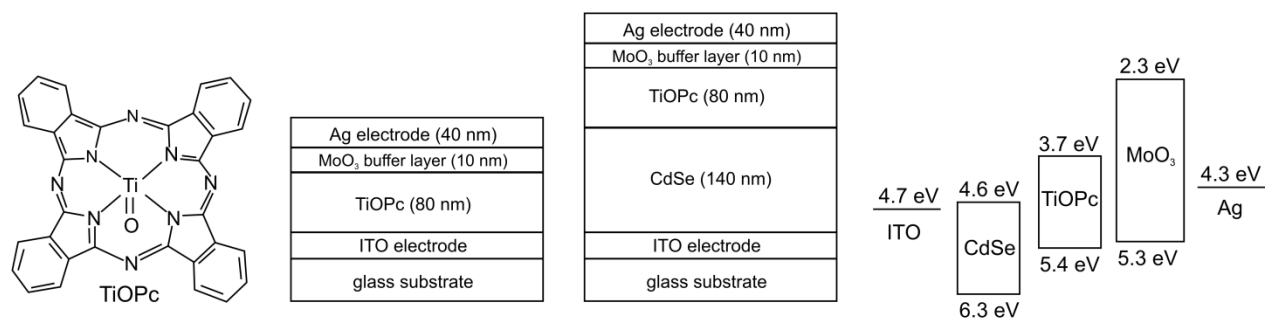 N
N
N
N
N
Ti
N
O
N
N
N
TiOPc
Ag electrode (40 nm)
MoO₃ buffer layer (10 nm)
TiOPc (80 nm)
ITO electrode
glass substrate
Ag electrode (40 nm)
MoO₃ buffer layer (10 nm)
TiOPc (80 nm)
CdSe (140 nm)
ITO electrode
glass substrate
4.7 eV
ITO
4.6 eV
CdSe
6.3 eV
3.7 eV
TiOPc
5.4 eV
2.3 eV
MoO₃
5.3 eV
4.3 eV
Ag